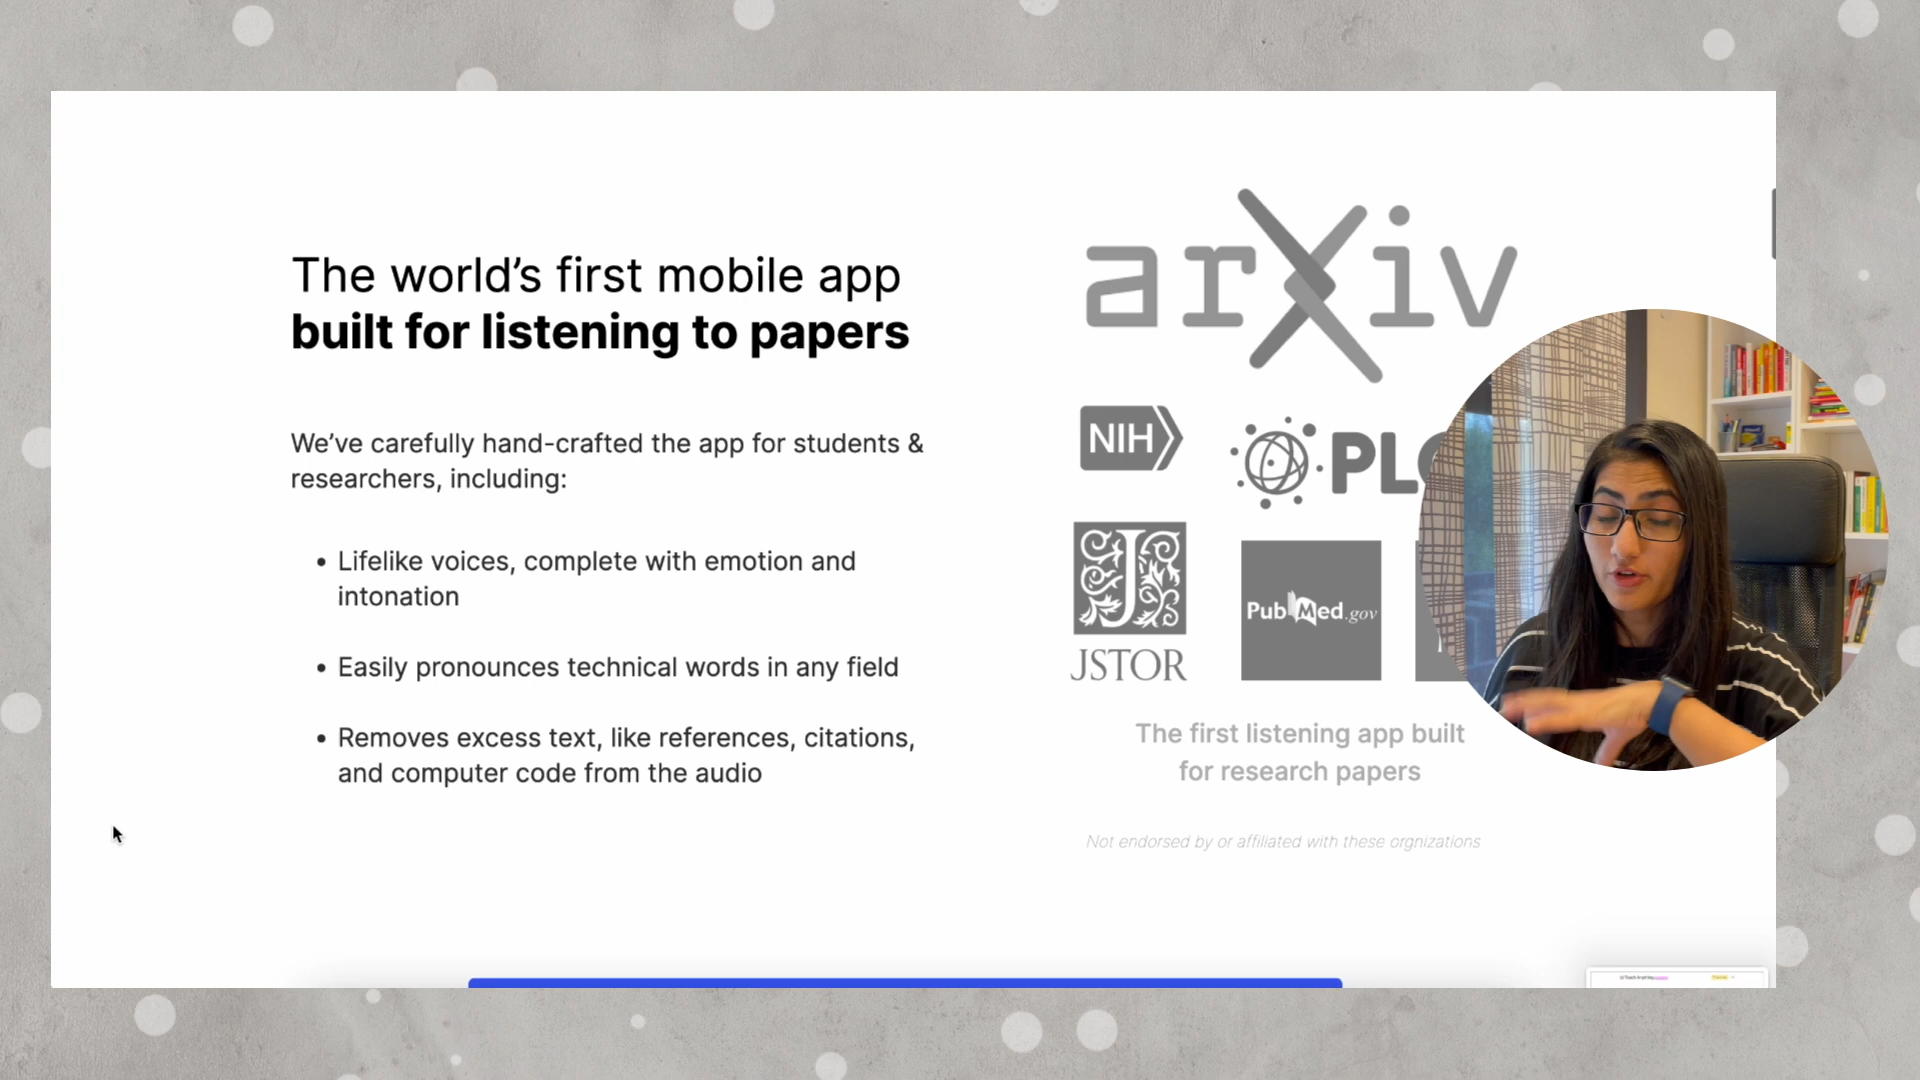 The world’s first mobile app
built for listening to papers
We’ve carefully hand-crafted the app for students &
researchers, including:
• Lifelike voices, complete with emotion and
intonation
• Easily pronounces technical words in any field
• Removes excess text, like references, citations,
and computer code from the audio
arXiv
NIH
PLO
JSTOR
PubMed.gov
The first listening app built
for research papers
Not endorsed by or affiliated with these orgnizations